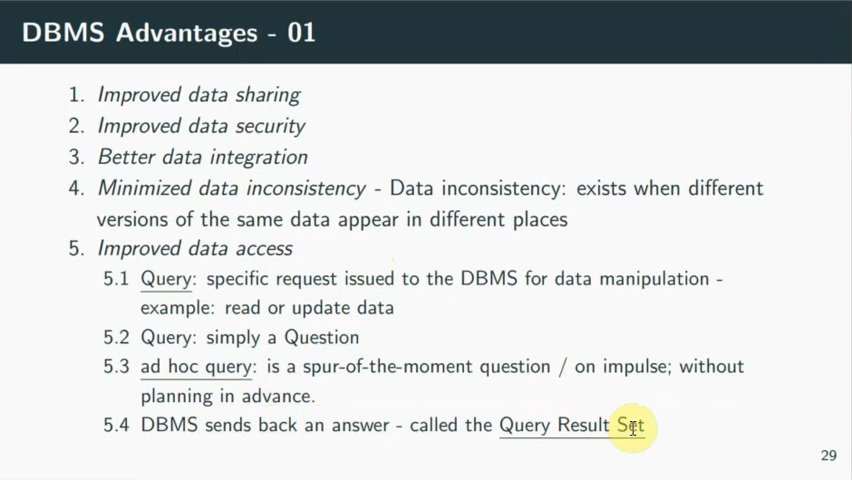 DBMS Advantages - 01
1. Improved data sharing
2. Improved data security
3. Better data integration
4. Minimized data inconsistency - Data inconsistency: exists when different
versions of the same data appear in different places
5. Improved data access
5.1 Query: specific request issued to the DBMS for data manipulation -
example: read or update data
5.2 Query: simply a Question
5.3 ad hoc query: is a spur-of-the-moment question / on impulse; without
planning in advance.
5.4 DBMS sends back an answer - called the Query Result Set
29